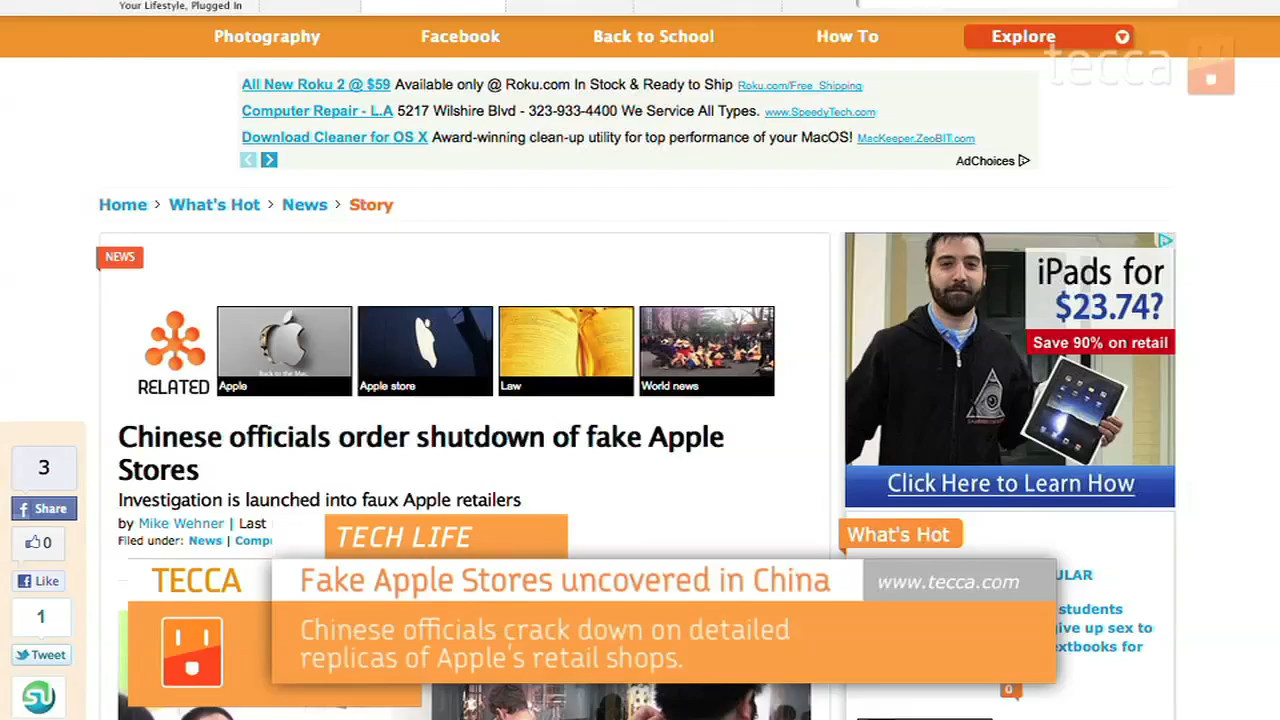 Your Lifestyle, Plugged In
Photography
Facebook
Back to School
How To
Explore
tecca
All New Roku 2 @ $59 Available only @ Roku.com In Stock & Ready to Ship Roku.com/Free_Shipping
Computer Repair - L.A 5217 Wilshire Blvd - 323-933-4400 We Service All Types. www.SpeedyTech.com
Download Cleaner for OS X Award-winning clean-up utility for top performance of your MacOS! MacKeeper.ZeoBIT.com
AdChoices
Home > What's Hot > News > Story
NEWS
RELATED
Back to the Mac
Apple
Apple store
Law
World news
iPads for
$23.74?
Save 90% on retail
Click Here to Learn How
Chinese officials order shutdown of fake Apple
Stores
Investigation is launched into faux Apple retailers
by Mike Wehner | Last
Filed under: News | Compu
3
f Share
0
Like
1
Tweet
What's Hot
ULAR
students
give up sex to
extbooks for
0
TECH LIFE
TECCA
Fake Apple Stores uncovered in China
www.tecca.com
Chinese officials crack down on detailed
replicas of Apple's retail shops.